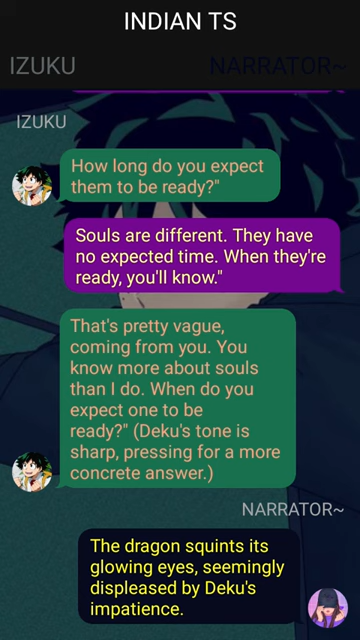 INDIAN TS
IZUKU
NARRATOR~
IZUKU
How long do you expect
them to be ready?"
Souls are different. They have
no expected time. When they're
ready, you'll know."
That's pretty vague,
coming from you. You
know more about souls
than I do. When do you
expect one to be
ready?" (Deku's tone is
sharp, pressing for a more
concrete answer.)
NARRATOR~
The dragon squints its
glowing eyes, seemingly
displeased by Deku's
impatience.